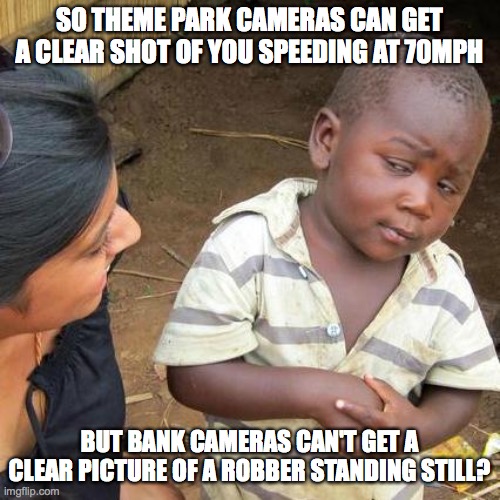 SO THEME PARK CAMERAS CAN GET
A CLEAR SHOT OF YOU SPEEDING AT 70MPH
BUT BANK CAMERAS CAN'T GET A
CLEAR PICTURE OF A ROBBER STANDING STILL?
imgflip.com